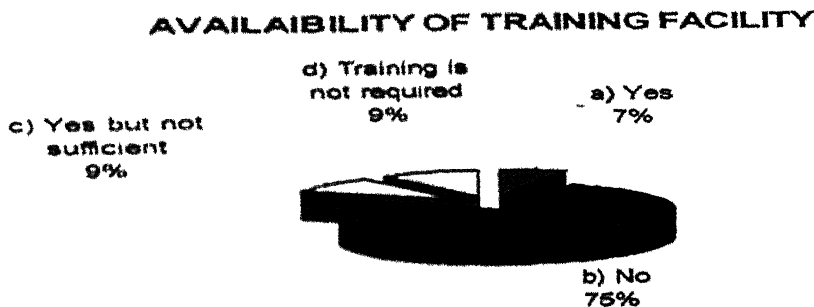 AVAILAIBILITY OF TRAINING FACILITY
d) Training is
not required
9%
a) Yes
7%
c) Yes but not
sufficient
9%
b) No
75%